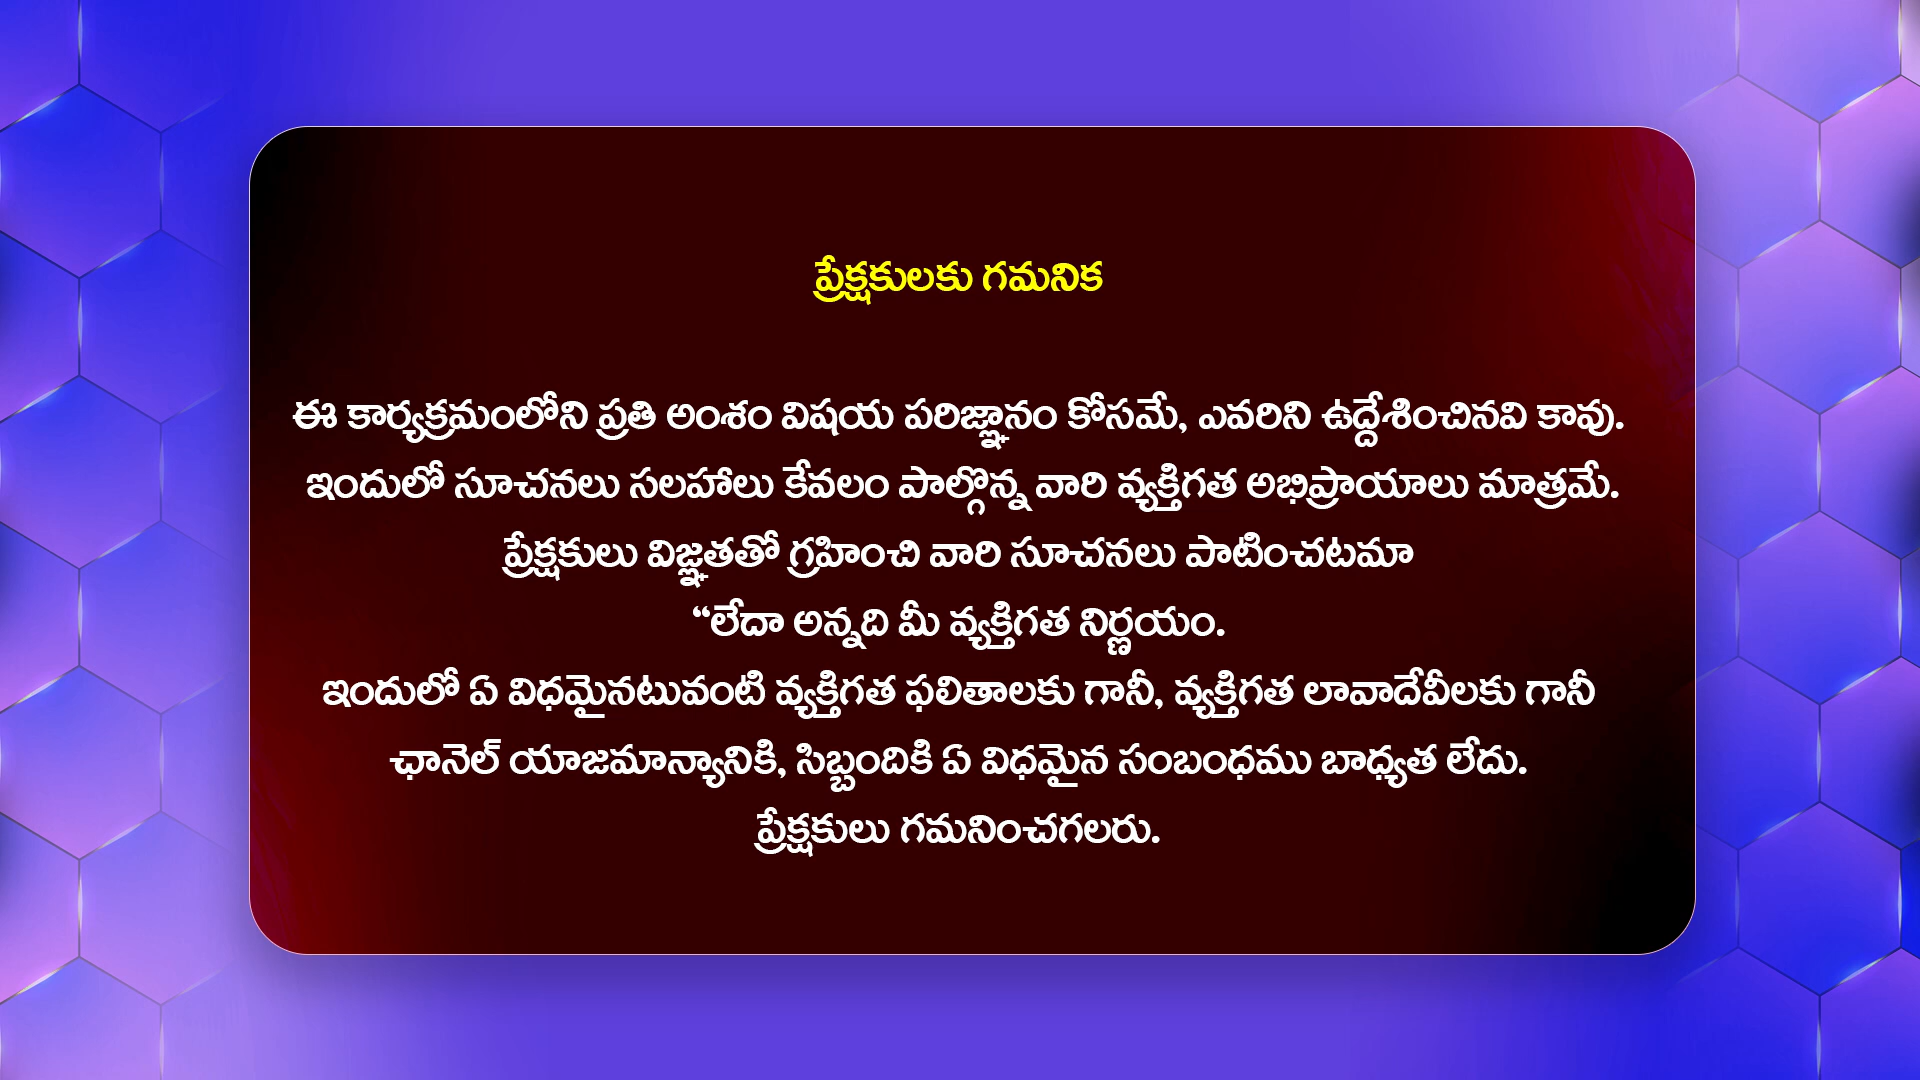 ప్రేక్షకులకు గమనిక
ఈ కార్యక్రమంలోని ప్రతి అంశం విషయ పరిజ్ఞానం కోసమే, ఎవరిని ఉద్దేశించినవి కావు.
ఇందులో సూచనలు సలహాలు కేవలం పాల్గొన్న వారి వ్యక్తిగత అభిప్రాయాలు మాత్రమే.
ప్రేక్షకులు విజ్ఞతతో గ్రహించి వారి సూచనలు పాటించటమా
“లేదా అన్నది మీ వ్యక్తిగత నిర్ణయం.
ఇందులో ఏ విధమైనటువంటి వ్యక్తిగత ఫలితాలకు గానీ, వ్యక్తిగత లావాదేవీలకు గానీ
ఛానెల్ యాజమాన్యానికి, సిబ్బందికి ఏ విధమైన సంబంధము బాధ్యత లేదు.
ప్రేక్షకులు గమనించగలరు.